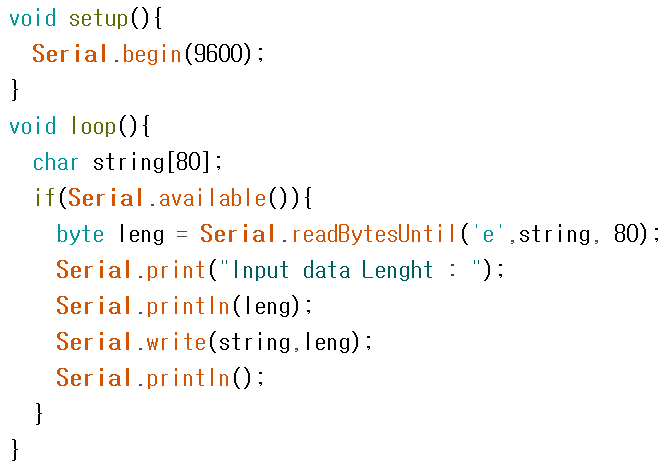 void setup(){
  Serial.begin(9600);
}
void loop(){
  char string[80];
  if(Serial.available()){
    byte leng = Serial.readBytesUntil('e',string, 80);
    Serial.print("Input data Lenght : ");
    Serial.println(leng);
    Serial.write(string,leng);
    Serial.println();
  }
}